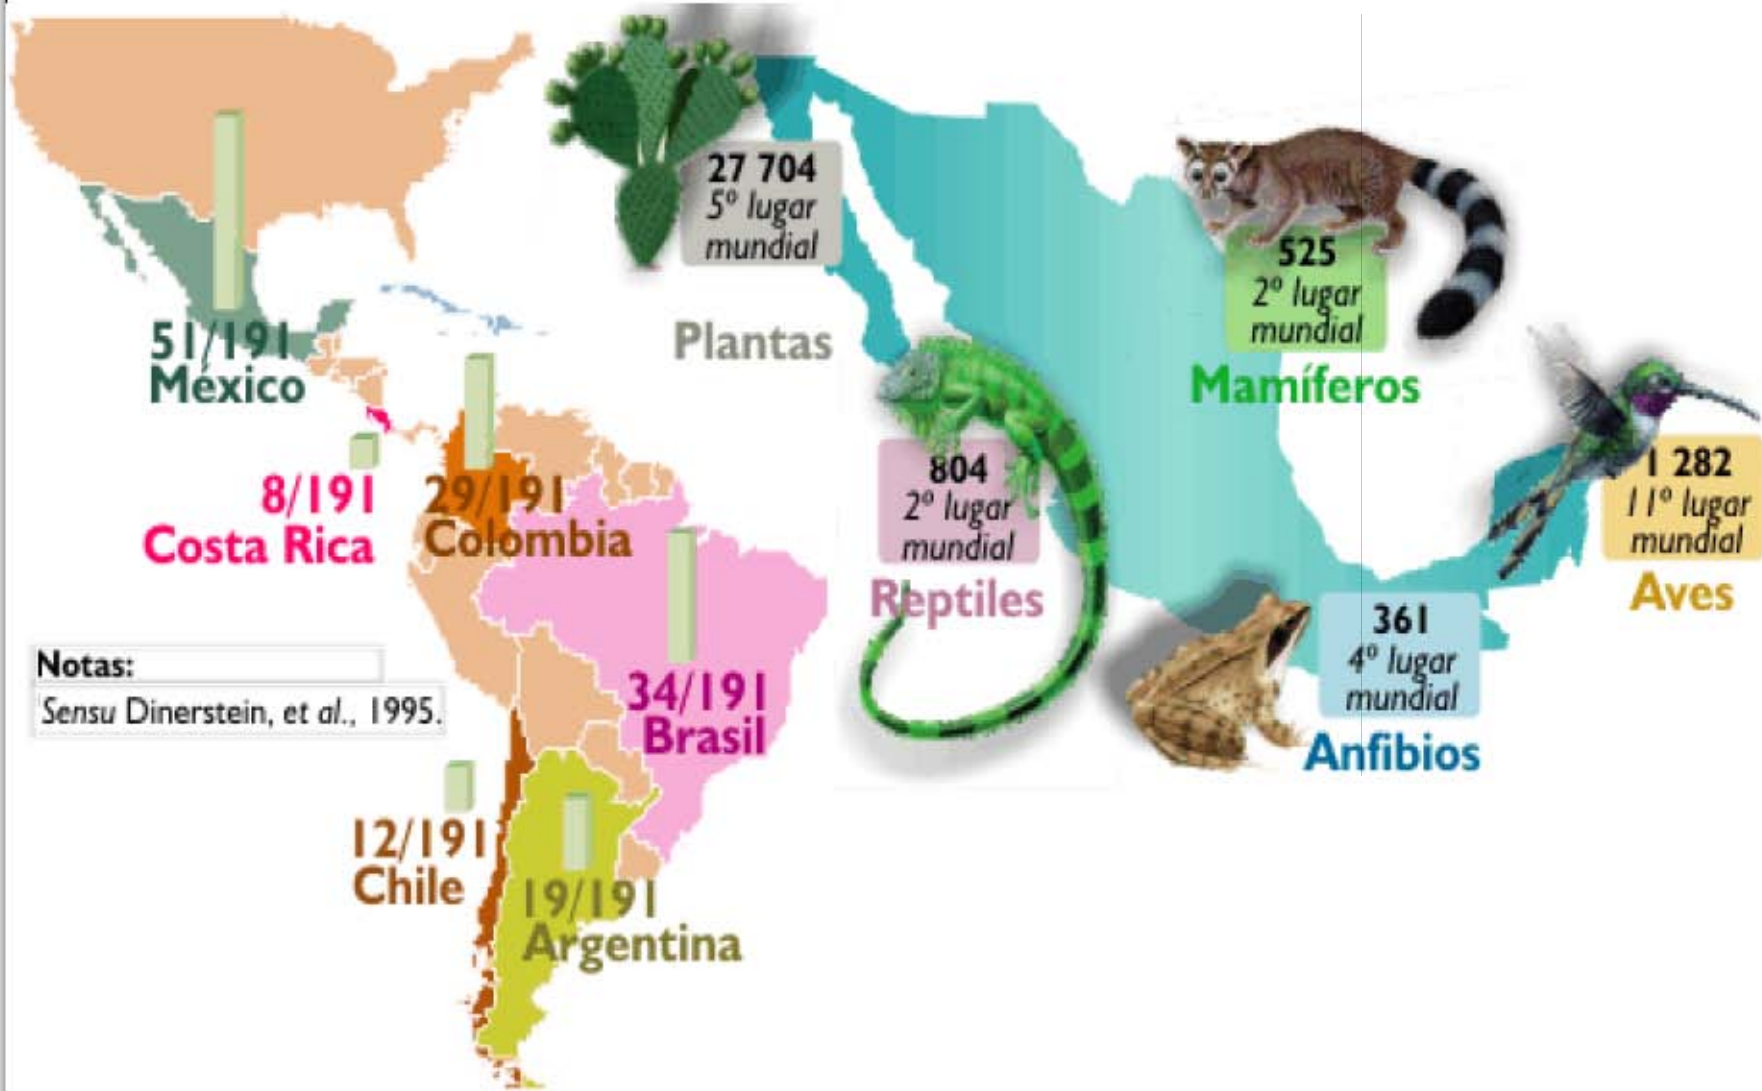 51/191
México
8/191
Costa Rica
29/191
Colombia
34/191
Brasil
12/191
Chile
19/191
Argentina
Notas:
Sensu Dinerstein, et al., 1995.
27 704
5º lugar
mundial
Plantas
525
2º lugar
mundial
Mamíferos
804
2º lugar
mundial
Reptiles
1 282
11º lugar
mundial
Aves
361
4º lugar
mundial
Anfibios